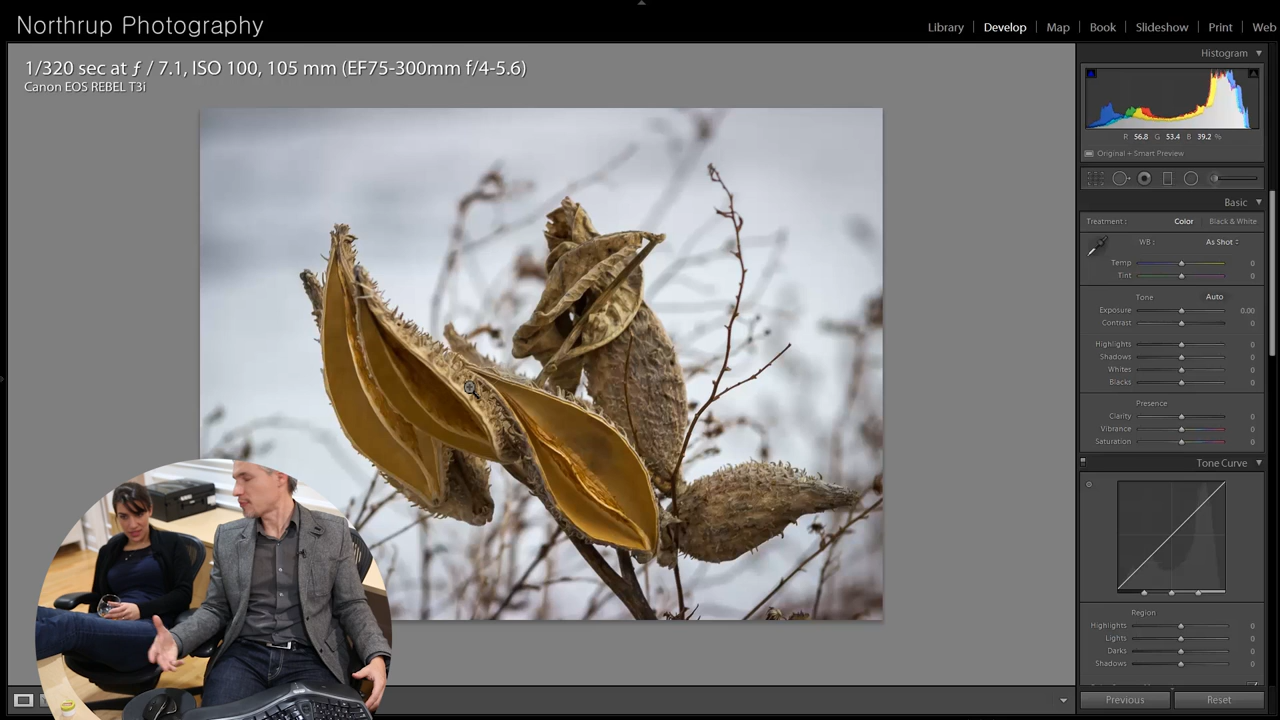 Northrup Photography
Library | Develop | Map | Book | Slideshow | Print | Web
1/320 sec at ƒ / 7.1, ISO 100, 105 mm (EF75-300mm f/4-5.6)
Canon EOS REBEL T3i
Histogram
R 56.8 G 53.4 B 39.2 %
Original + Smart Preview
Basic
Treatment : Color Black & White
WB : As Shot
Temp 0
Tint 0
Tone Auto
Exposure 0.00
Contrast 0
Highlights 0
Shadows 0
Whites 0
Blacks 0
Presence
Clarity 0
Vibrance 0
Saturation 0
Tone Curve
Region
Highlights 0
Lights 0
Darks 0
Shadows 0
Previous Reset